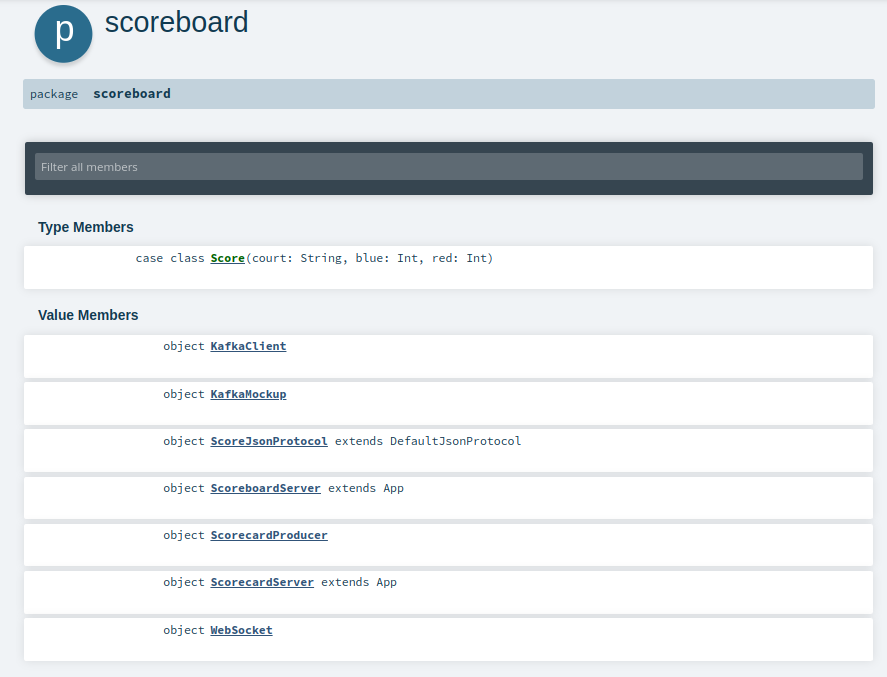 p
scoreboard
package scoreboard
Filter all members
Type Members
case class Score(court: String, blue: Int, red: Int)
Value Members
object KafkaClient
object KafkaMockup
object ScoreJsonProtocol extends DefaultJsonProtocol
object ScoreboardServer extends App
object ScorecardProducer
object ScorecardServer extends App
object WebSocket